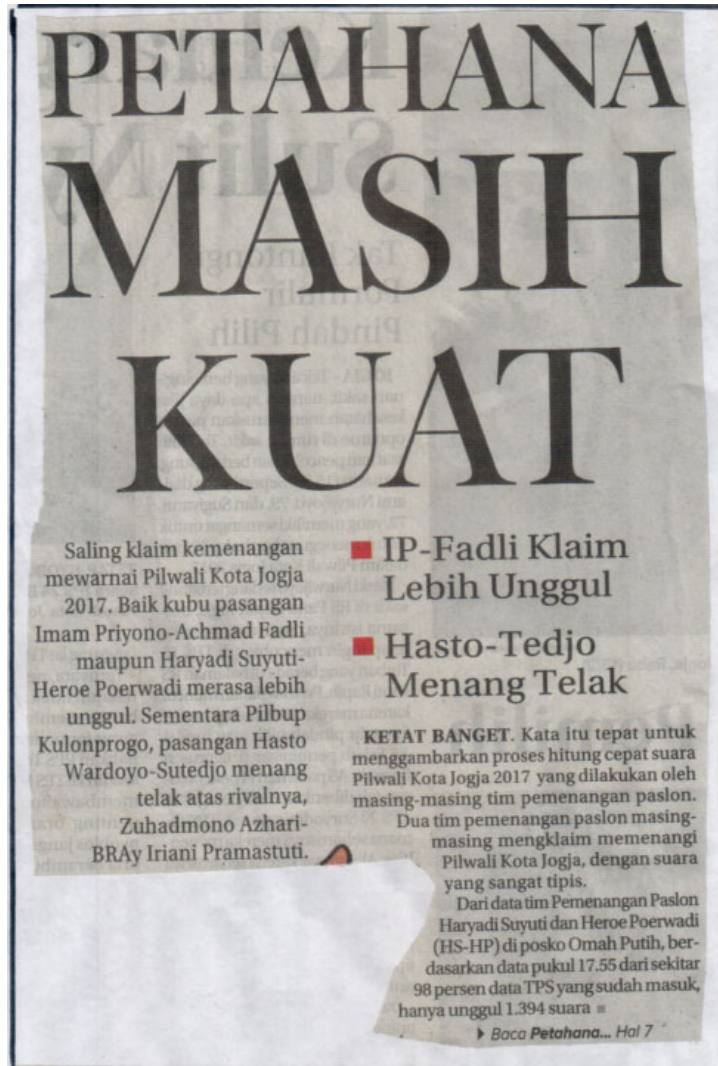 PETAHANA
MASIH
KUAT
Saling klaim kemenangan
mewarnai Pilwali Kota Jogja
2017. Baik kubu pasangan
Imam Priyono-Achmad Fadli
maupun Haryadi Suyuti-
Heroe Poerwadi merasa lebih
unggul. Sementara Pilbup
Kulonprogo, pasangan Hasto
Wardoyo-Sutedjo menang
telak atas rivalnya,
Zuhadmono Azhari-
BRAy Iriani Pramastuti.
IP-Fadli Klaim
Lebih Unggul
Hasto-Tedjo
Menang Telak
KETAT BANGET. Kata itu tepat untuk
menggambarkan proses hitung cepat suara
Pilwali Kota Jogja 2017 yang dilakukan oleh
masing-masing tim pemenangan paslon.
Dua tim pemenangan paslon masing-
masing mengklaim memenangi
Pilwali Kota Jogja, dengan suara
yang sangat tipis.
Dari data tim Pemenangan Paslon
Haryadi Suyuti dan Heroe Poerwadi
(HS-HP) di posko Omah Putih, ber-
dasarkan data pukul 17.55 dari sekitar
98 persen data TPS yang sudah masuk,
hanya unggul 1.394 suara
Baca Petahana... Hal 7